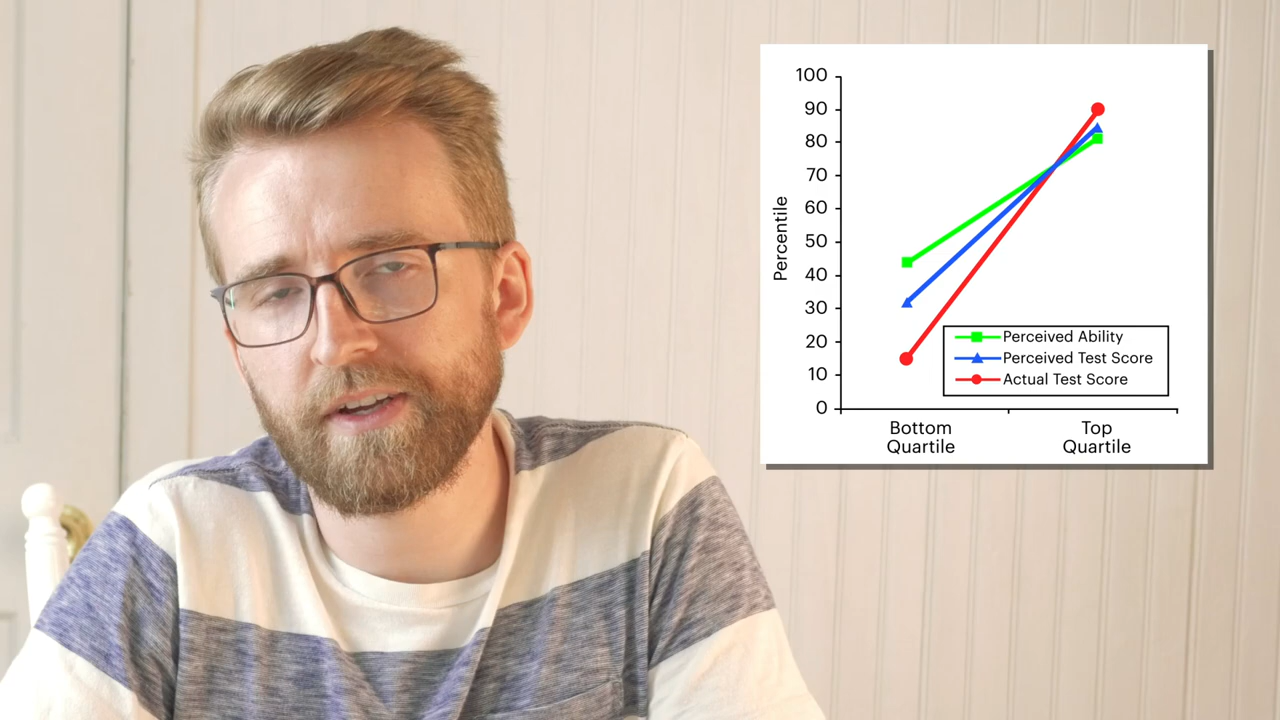 100
90
80
70
60
50
40
30
20
10
0
Percentile
Perceived Ability
Perceived Test Score
Actual Test Score
Bottom
Quartile
Top
Quartile